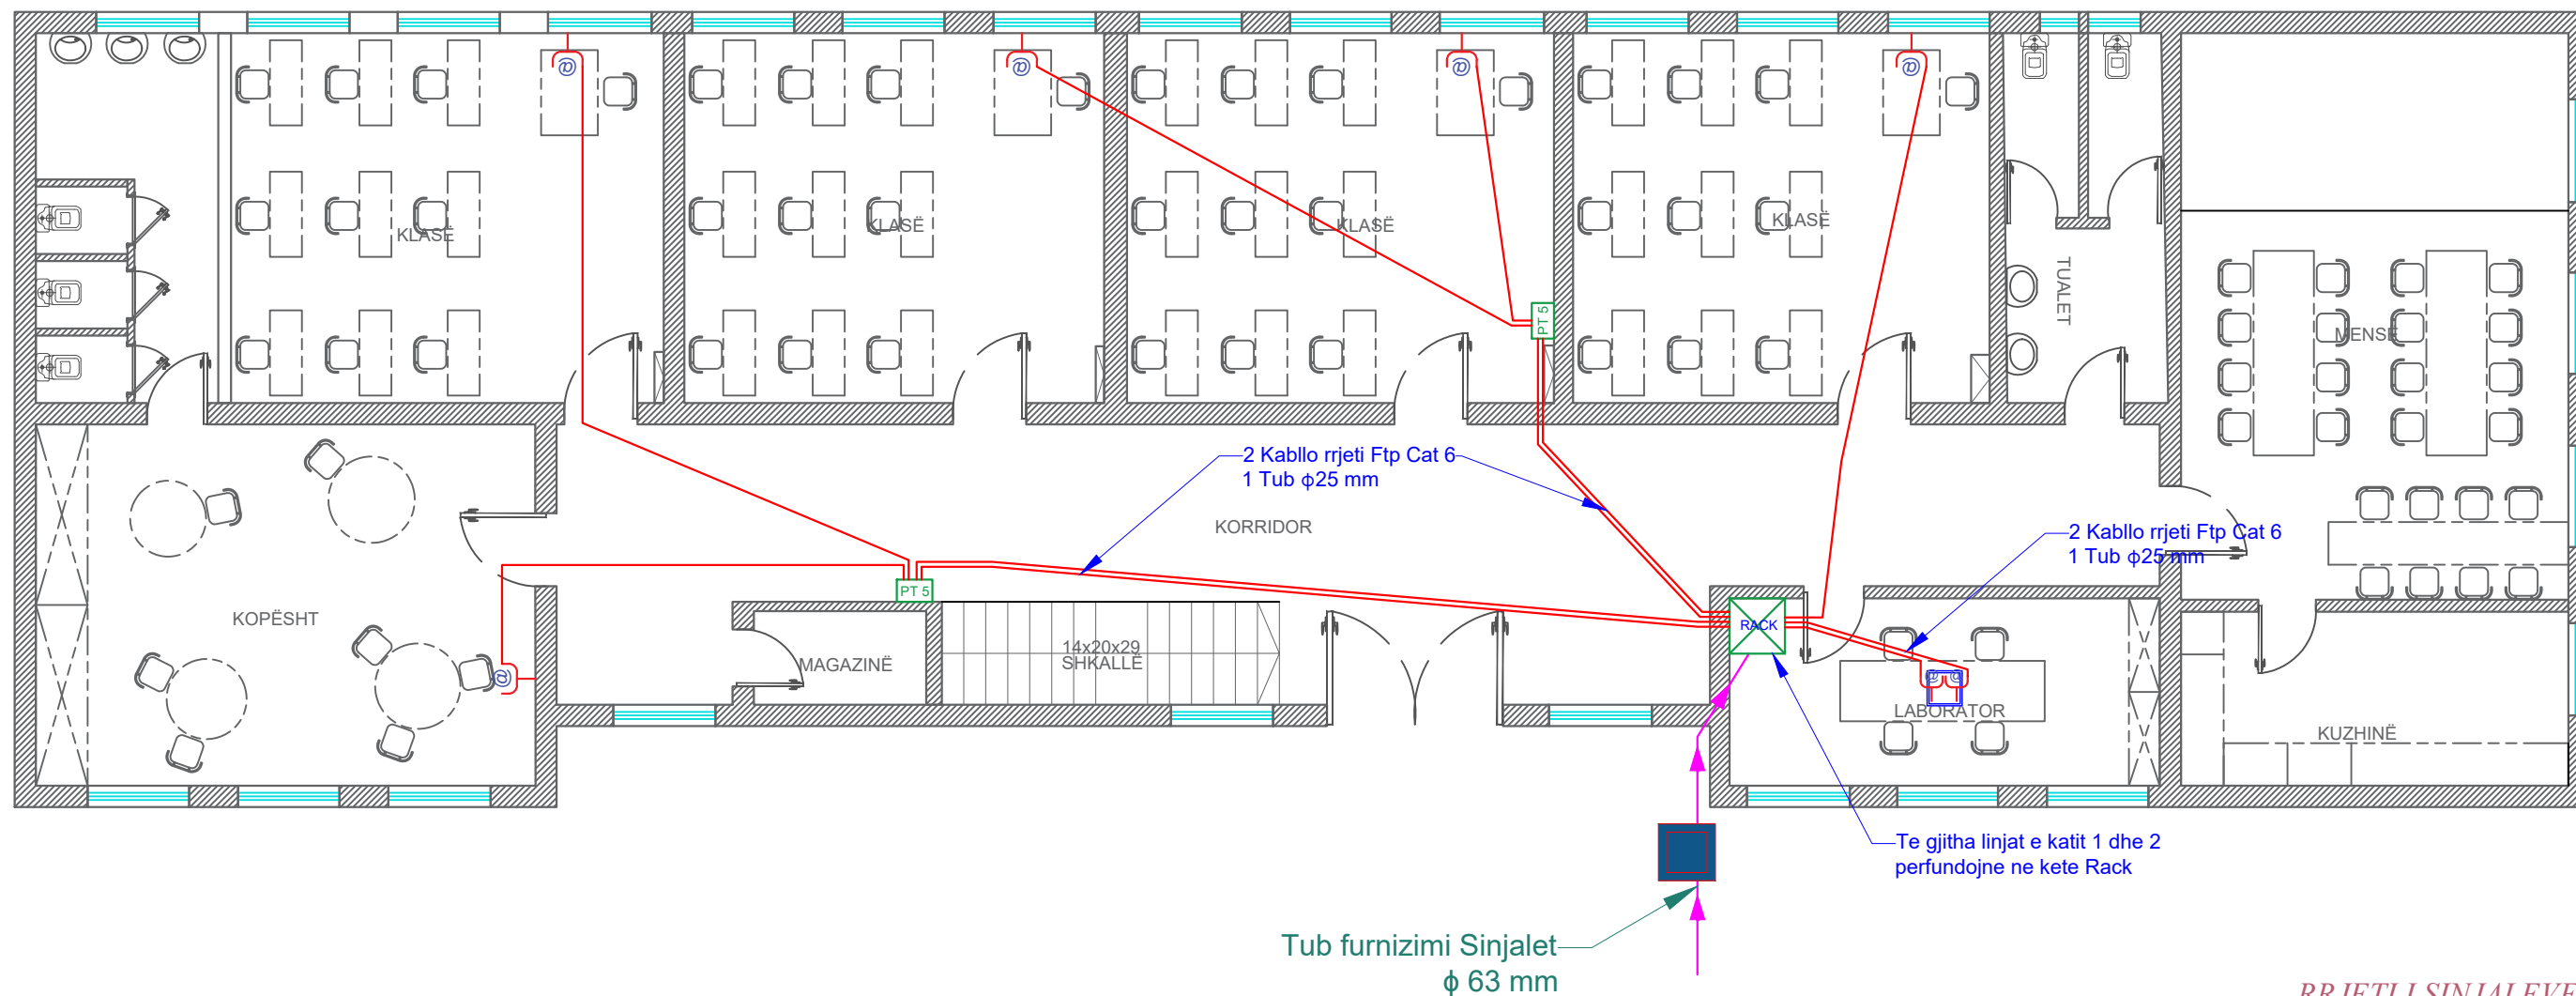 @
@
@
@
KLASË
KLASË
KLASË
KLASË
TUALET
MENSË
PT 5
2 Kabllo rrjeti Ftp Cat 6
1 Tub ϕ25 mm
KORRIDOR
2 Kabllo rrjeti Ftp Cat 6
1 Tub ϕ25 mm
PT 5
KOPËSHT
RACK
14x20x29
SHKALLË
MAGAZINË
@
@ @
LABORATOR
KUZHINË
Te gjitha linjat e katit 1 dhe 2
perfundojne ne kete Rack
Tub furnizimi Sinjalet
ϕ 63 mm
RRJETI I SINJALEVE